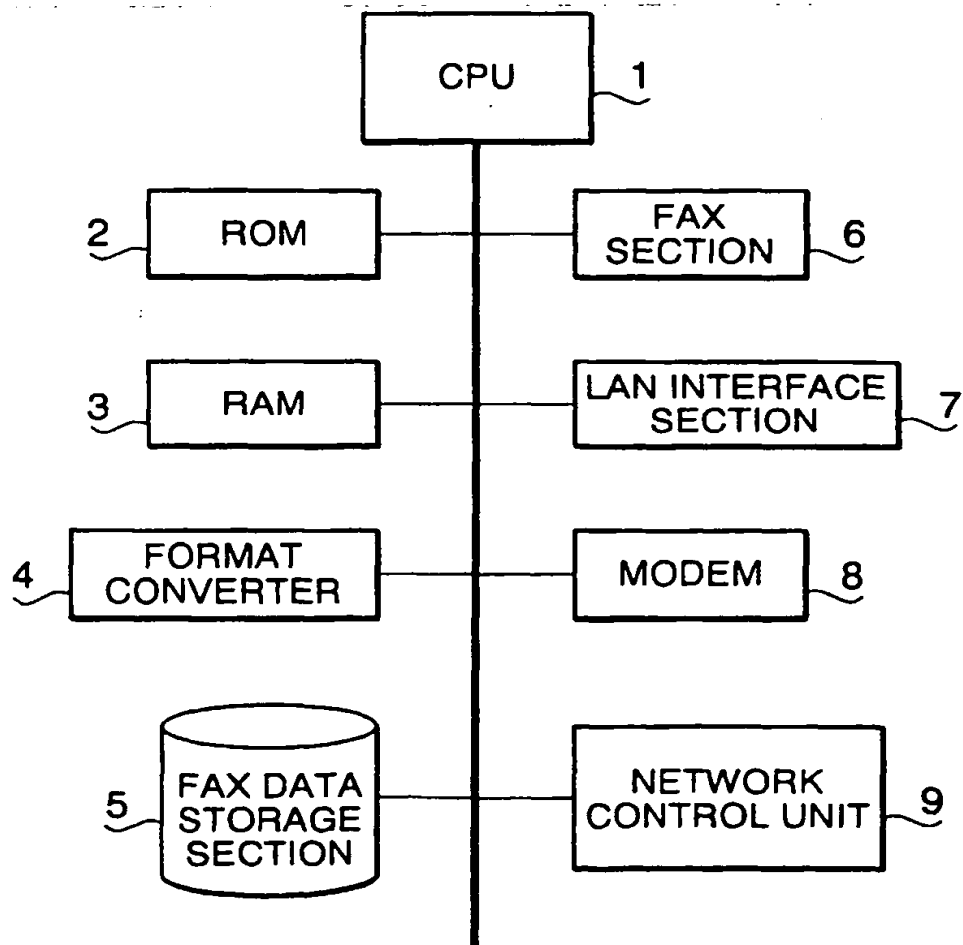 CPU
1
2
ROM
FAX
SECTION
6
3
RAM
LAN INTERFACE
SECTION
7
4
FORMAT
CONVERTER
MODEM
8
5
FAX DATA
STORAGE
SECTION
NETWORK
CONTROL UNIT
9